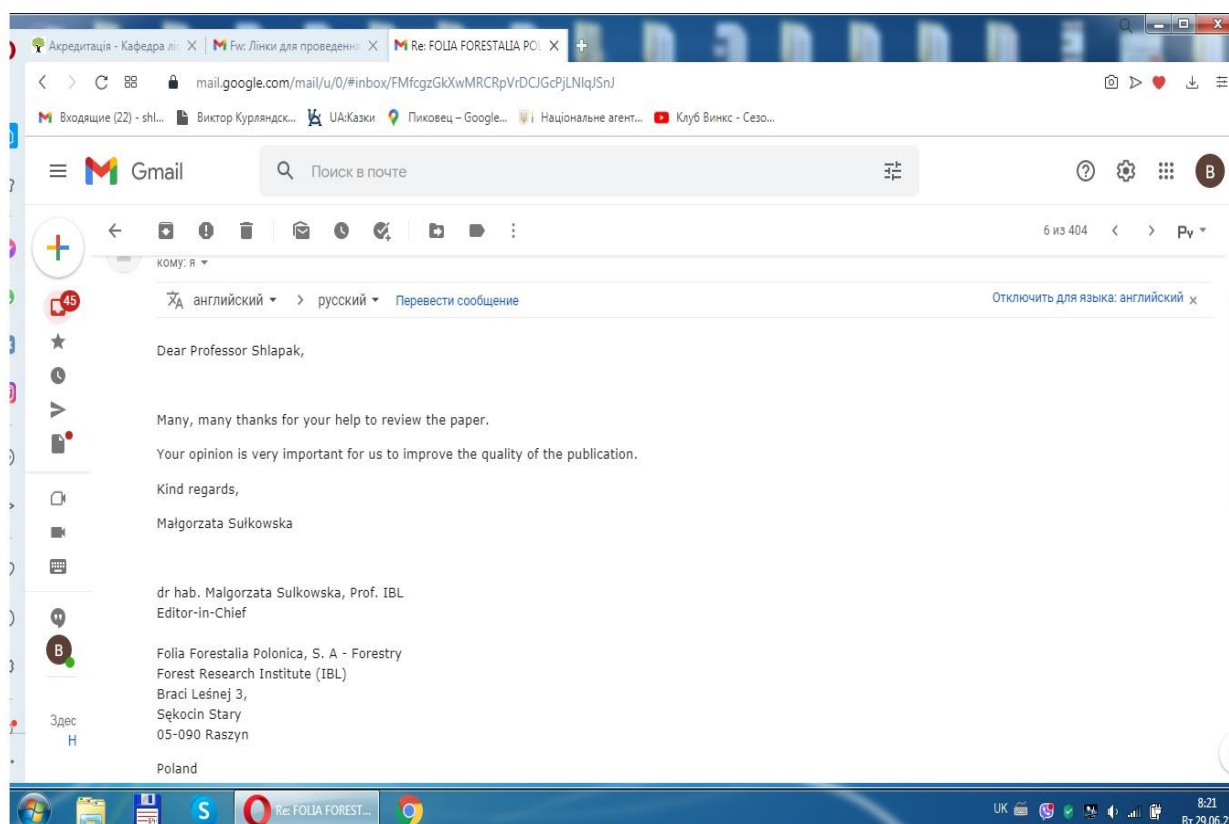 Акредитація - Кафедра ліс
Fw: Лінки для проведення
Re: FOLIA FORESTALIA POL
mail.google.com/mail/u/0/#inbox/FMfcgzGkXwMRCRpVrDCJGcPjLNlqJSnJ
Входящие (22) - shl...
Виктор Курляндск...
UA:Казки
Пиковец – Google...
Національне агент...
Клуб Винкс - Сезо...
Gmail
Поиск в почте
В
6 из 404
Ру
кому: я
45
английский > русский Перевести сообщение
Отключить для языка: английский x
Dear Professor Shlapak,
Many, many thanks for your help to review the paper.
Your opinion is very important for us to improve the quality of the publication.
Kind regards,
Małgorzata Sułkowska
dr hab. Malgorzata Sulkowska, Prof. IBL
Editor-in-Chief
В
Folia Forestalia Polonica, S. A - Forestry
Forest Research Institute (IBL)
Braci Leśnej 3,
Sękocin Stary
05-090 Raszyn
Poland
Здес
Н
Re: FOLIA FOREST...
UK
8:21
Вт 29.06.2